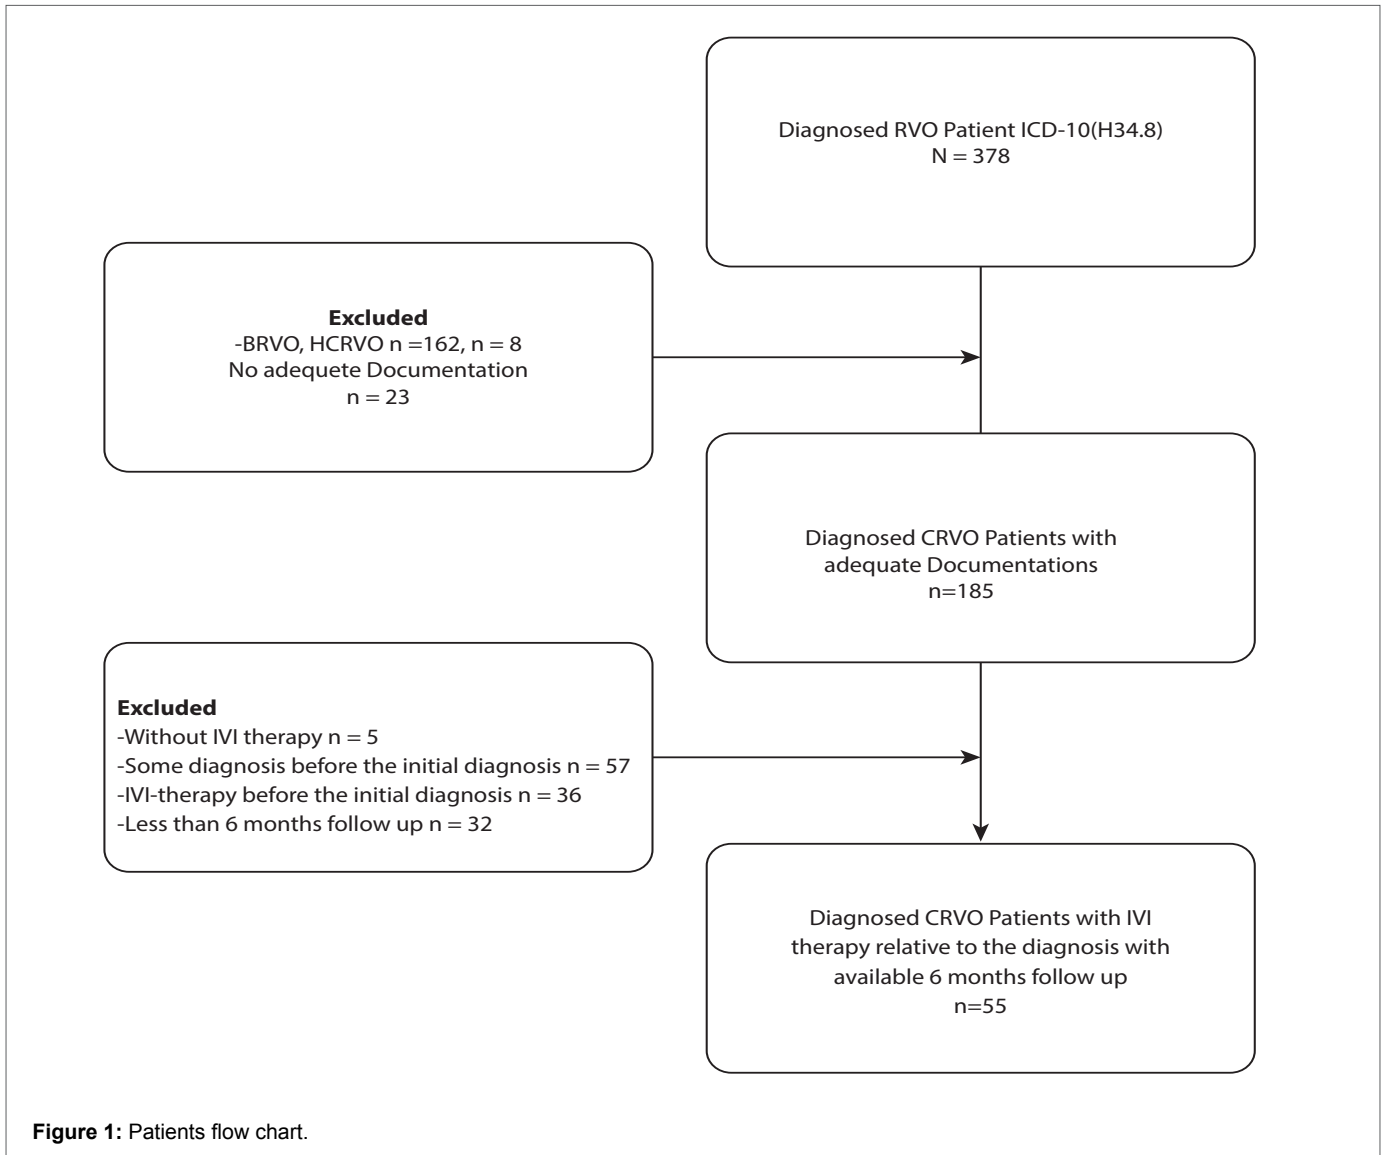 Diagnosed RVO Patient ICD-10(H34.8)
N = 378
Excluded
-BRVO, HCRVO n =162, n = 8
No adequete Documentation
n = 23
Diagnosed CRVO Patients with
adequate Documentations
n=185
Excluded
-Without IVI therapy n = 5
-Some diagnosis before the initial diagnosis n = 57
-IVI-therapy before the initial diagnosis n = 36
-Less than 6 months follow up n = 32
Diagnosed CRVO Patients with IVI
therapy relative to the diagnosis with
available 6 months follow up
n=55
Figure 1: Patients flow chart.